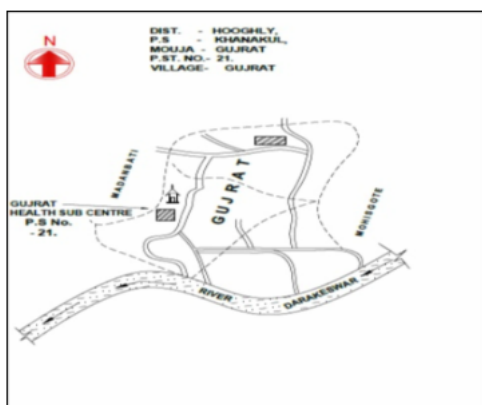 N
DIST. - HOOGHLY,
P.S - KHANAKUL,
MOUJA - GUJRAT
P.ST. NO.- 21.
VILLAGE- GUJRAT
MADANBATI
GUJRAT
MOHISGOTE
GUJRAT
HEALTH SUB CENTRE
P.S No.
- 21.
RIVER DARAKESWAR